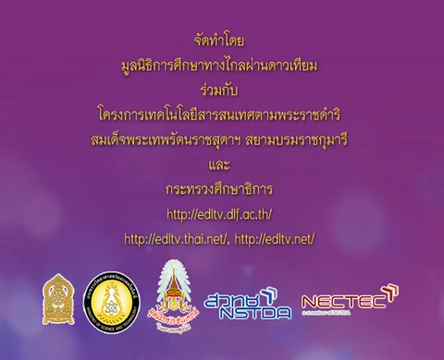 จัดทำโดย
มูลนิธิการศึกษาทางไกลผ่านดาวเทียม
ร่วมกับ
โครงการเทคโนโลยีสารสนเทศตามพระราชดำริ
สมเด็จพระเทพรัตนราชสุดาฯ สยามบรมราชกุมารี
และ
กระทรวงศึกษาธิการ
http://edltv.dlf.ac.th/
http://edltv.thai.net/, http://edltv.net/
สวทช
NSTDA
NECTEC
a member of NSTDA